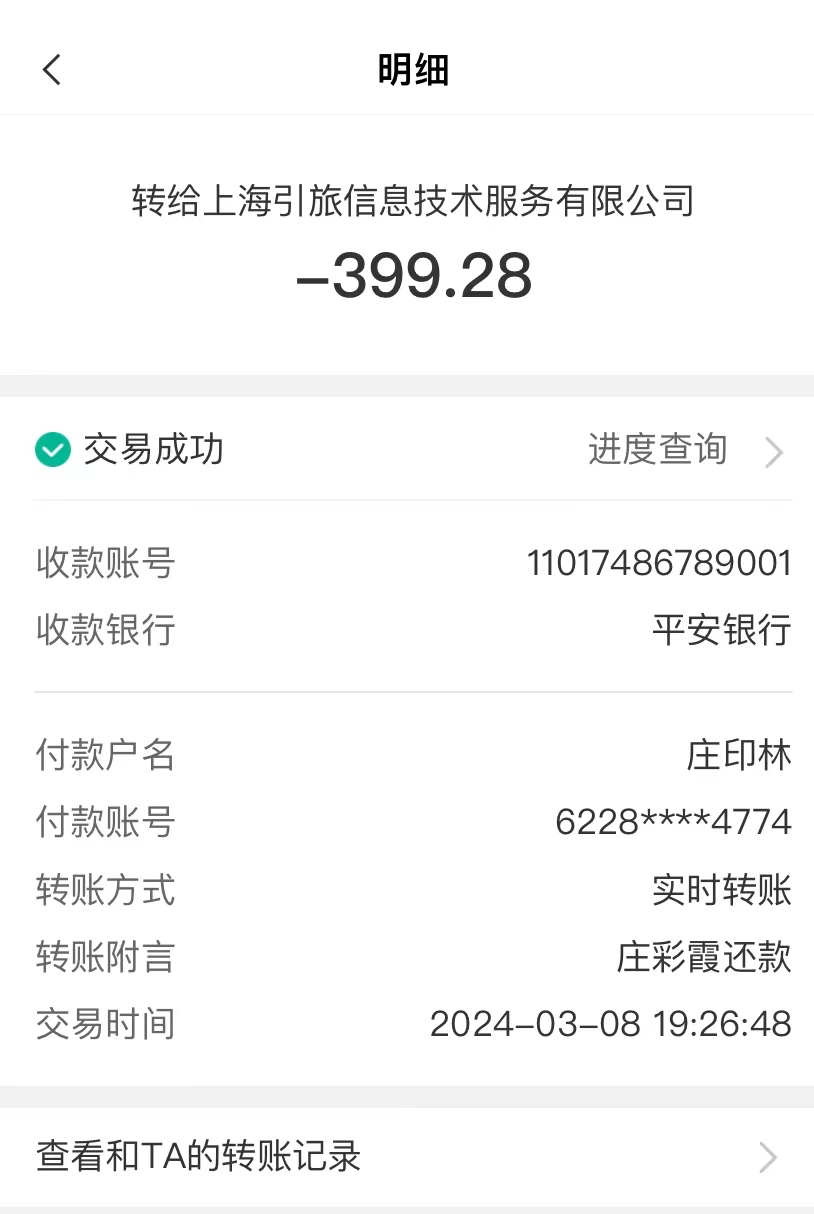 明细
转给上海引旅信息技术服务有限公司
-399.28
交易成功 进度查询
收款账号 11017486789001
收款银行 平安银行
付款户名 庄印林
付款账号 6228****4774
转账方式 实时转账
转账附言 庄彩霞还款
交易时间 2024-03-08 19:26:48
查看和TA的转账记录